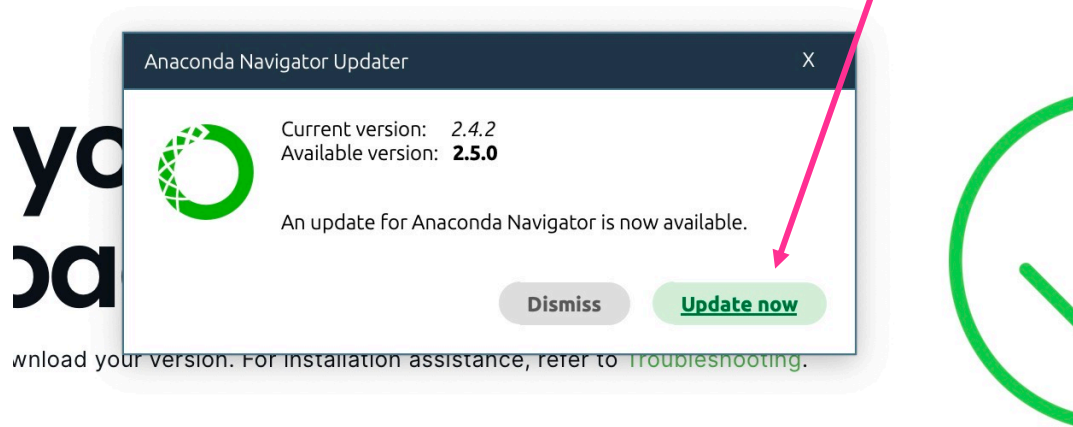 Anaconda Navigator Updater X
Current version: 2.4.2
Available version: 2.5.0
An update for Anaconda Navigator is now available.
Dismiss Update now
wnload your version. For installation assistance, refer to Troubleshooting.